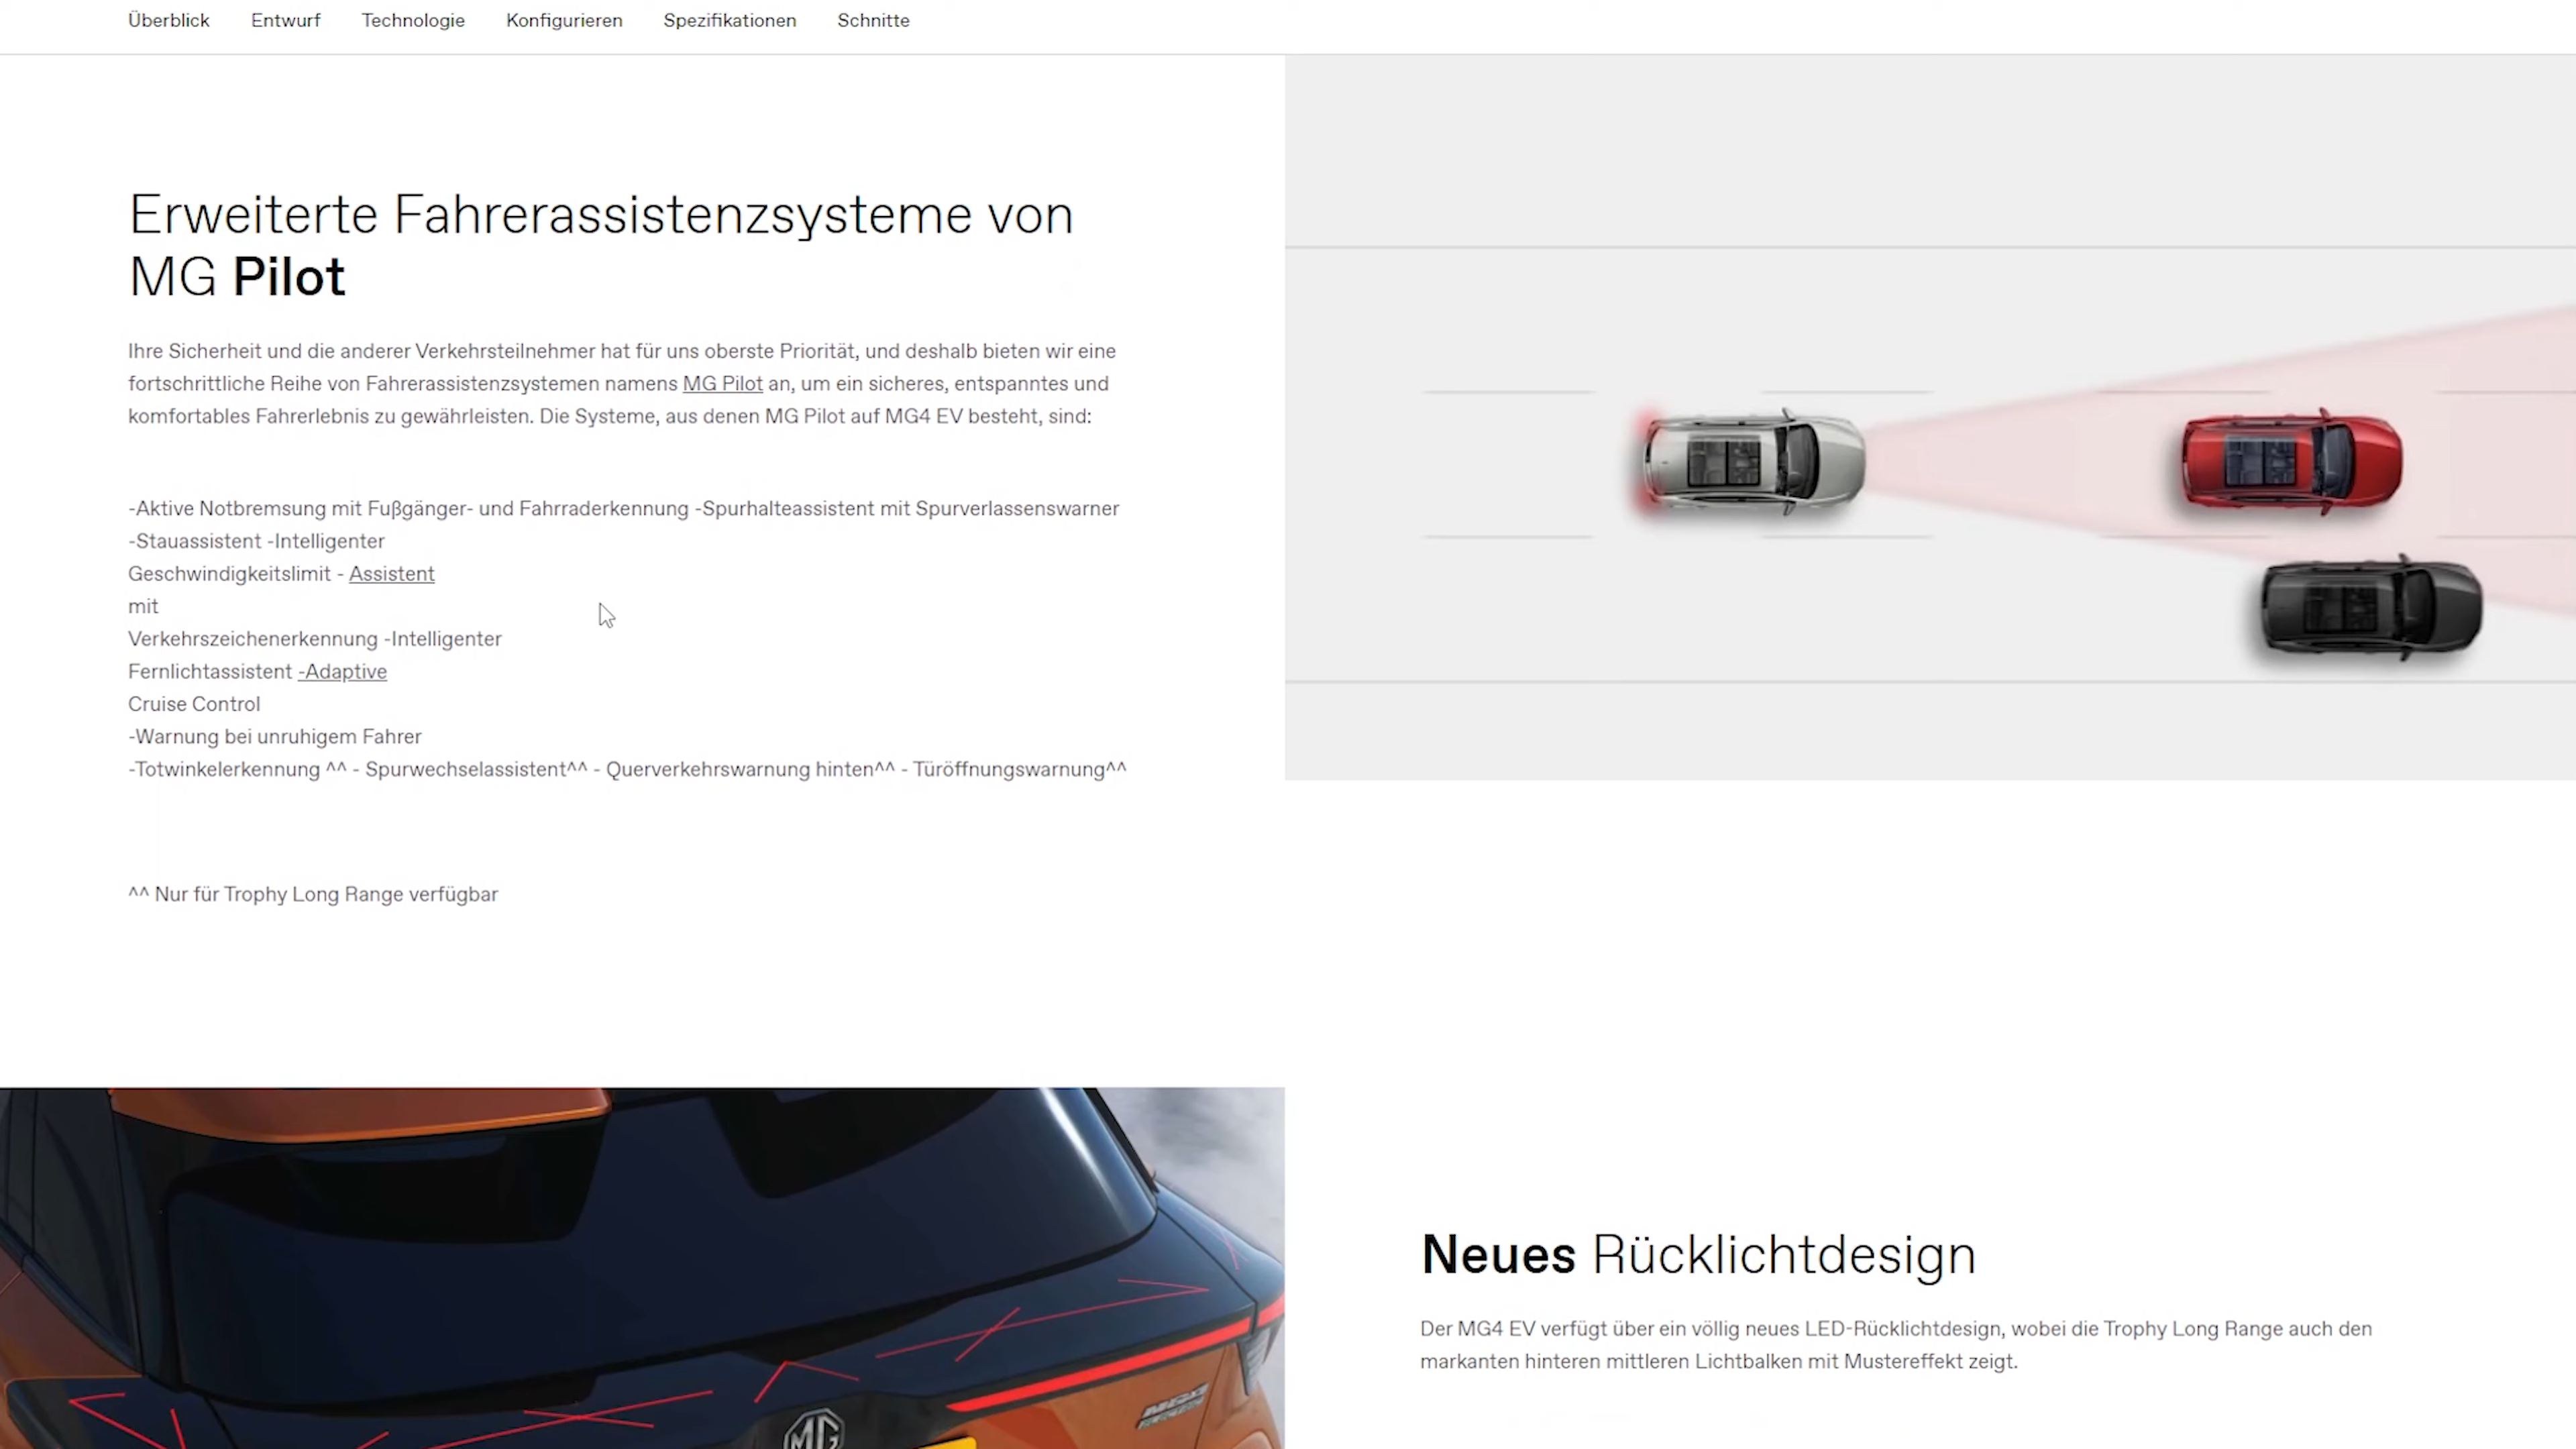 Überblick Entwurf Technologie Konfigurieren Spezifikationen Schnitte
Erweiterte Fahrerassistenzsysteme von
MG Pilot
Ihre Sicherheit und die anderer Verkehrsteilnehmer hat für uns oberste Priorität, und deshalb bieten wir eine
fortschrittliche Reihe von Fahrerassistenzsystemen namens MG Pilot an, um ein sicheres, entspanntes und
komfortables Fahrerlebnis zu gewährleisten. Die Systeme, aus denen MG Pilot auf MG4 EV besteht, sind:
-Aktive Notbremsung mit Fußgänger- und Fahrraderkennung -Spurhalteassistent mit Spurverlassenswarner
-Stauassistent -Intelligenter
Geschwindigkeitslimit - Assistent
mit
Verkehrszeichenerkennung -Intelligenter
Fernlichtassistent -Adaptive
Cruise Control
-Warnung bei unruhigem Fahrer
-Totwinkelerkennung ^^ - Spurwechselassistent^^ - Querverkehrswarnung hinten^^ - Türöffnungswarnung^^
^^ Nur für Trophy Long Range verfügbar
MG
Neues Rücklichtdesign
Der MG4 EV verfügt über ein völlig neues LED-Rücklichtdesign, wobei die Trophy Long Range auch den
markanten hinteren mittleren Lichtbalken mit Mustereffekt zeigt.